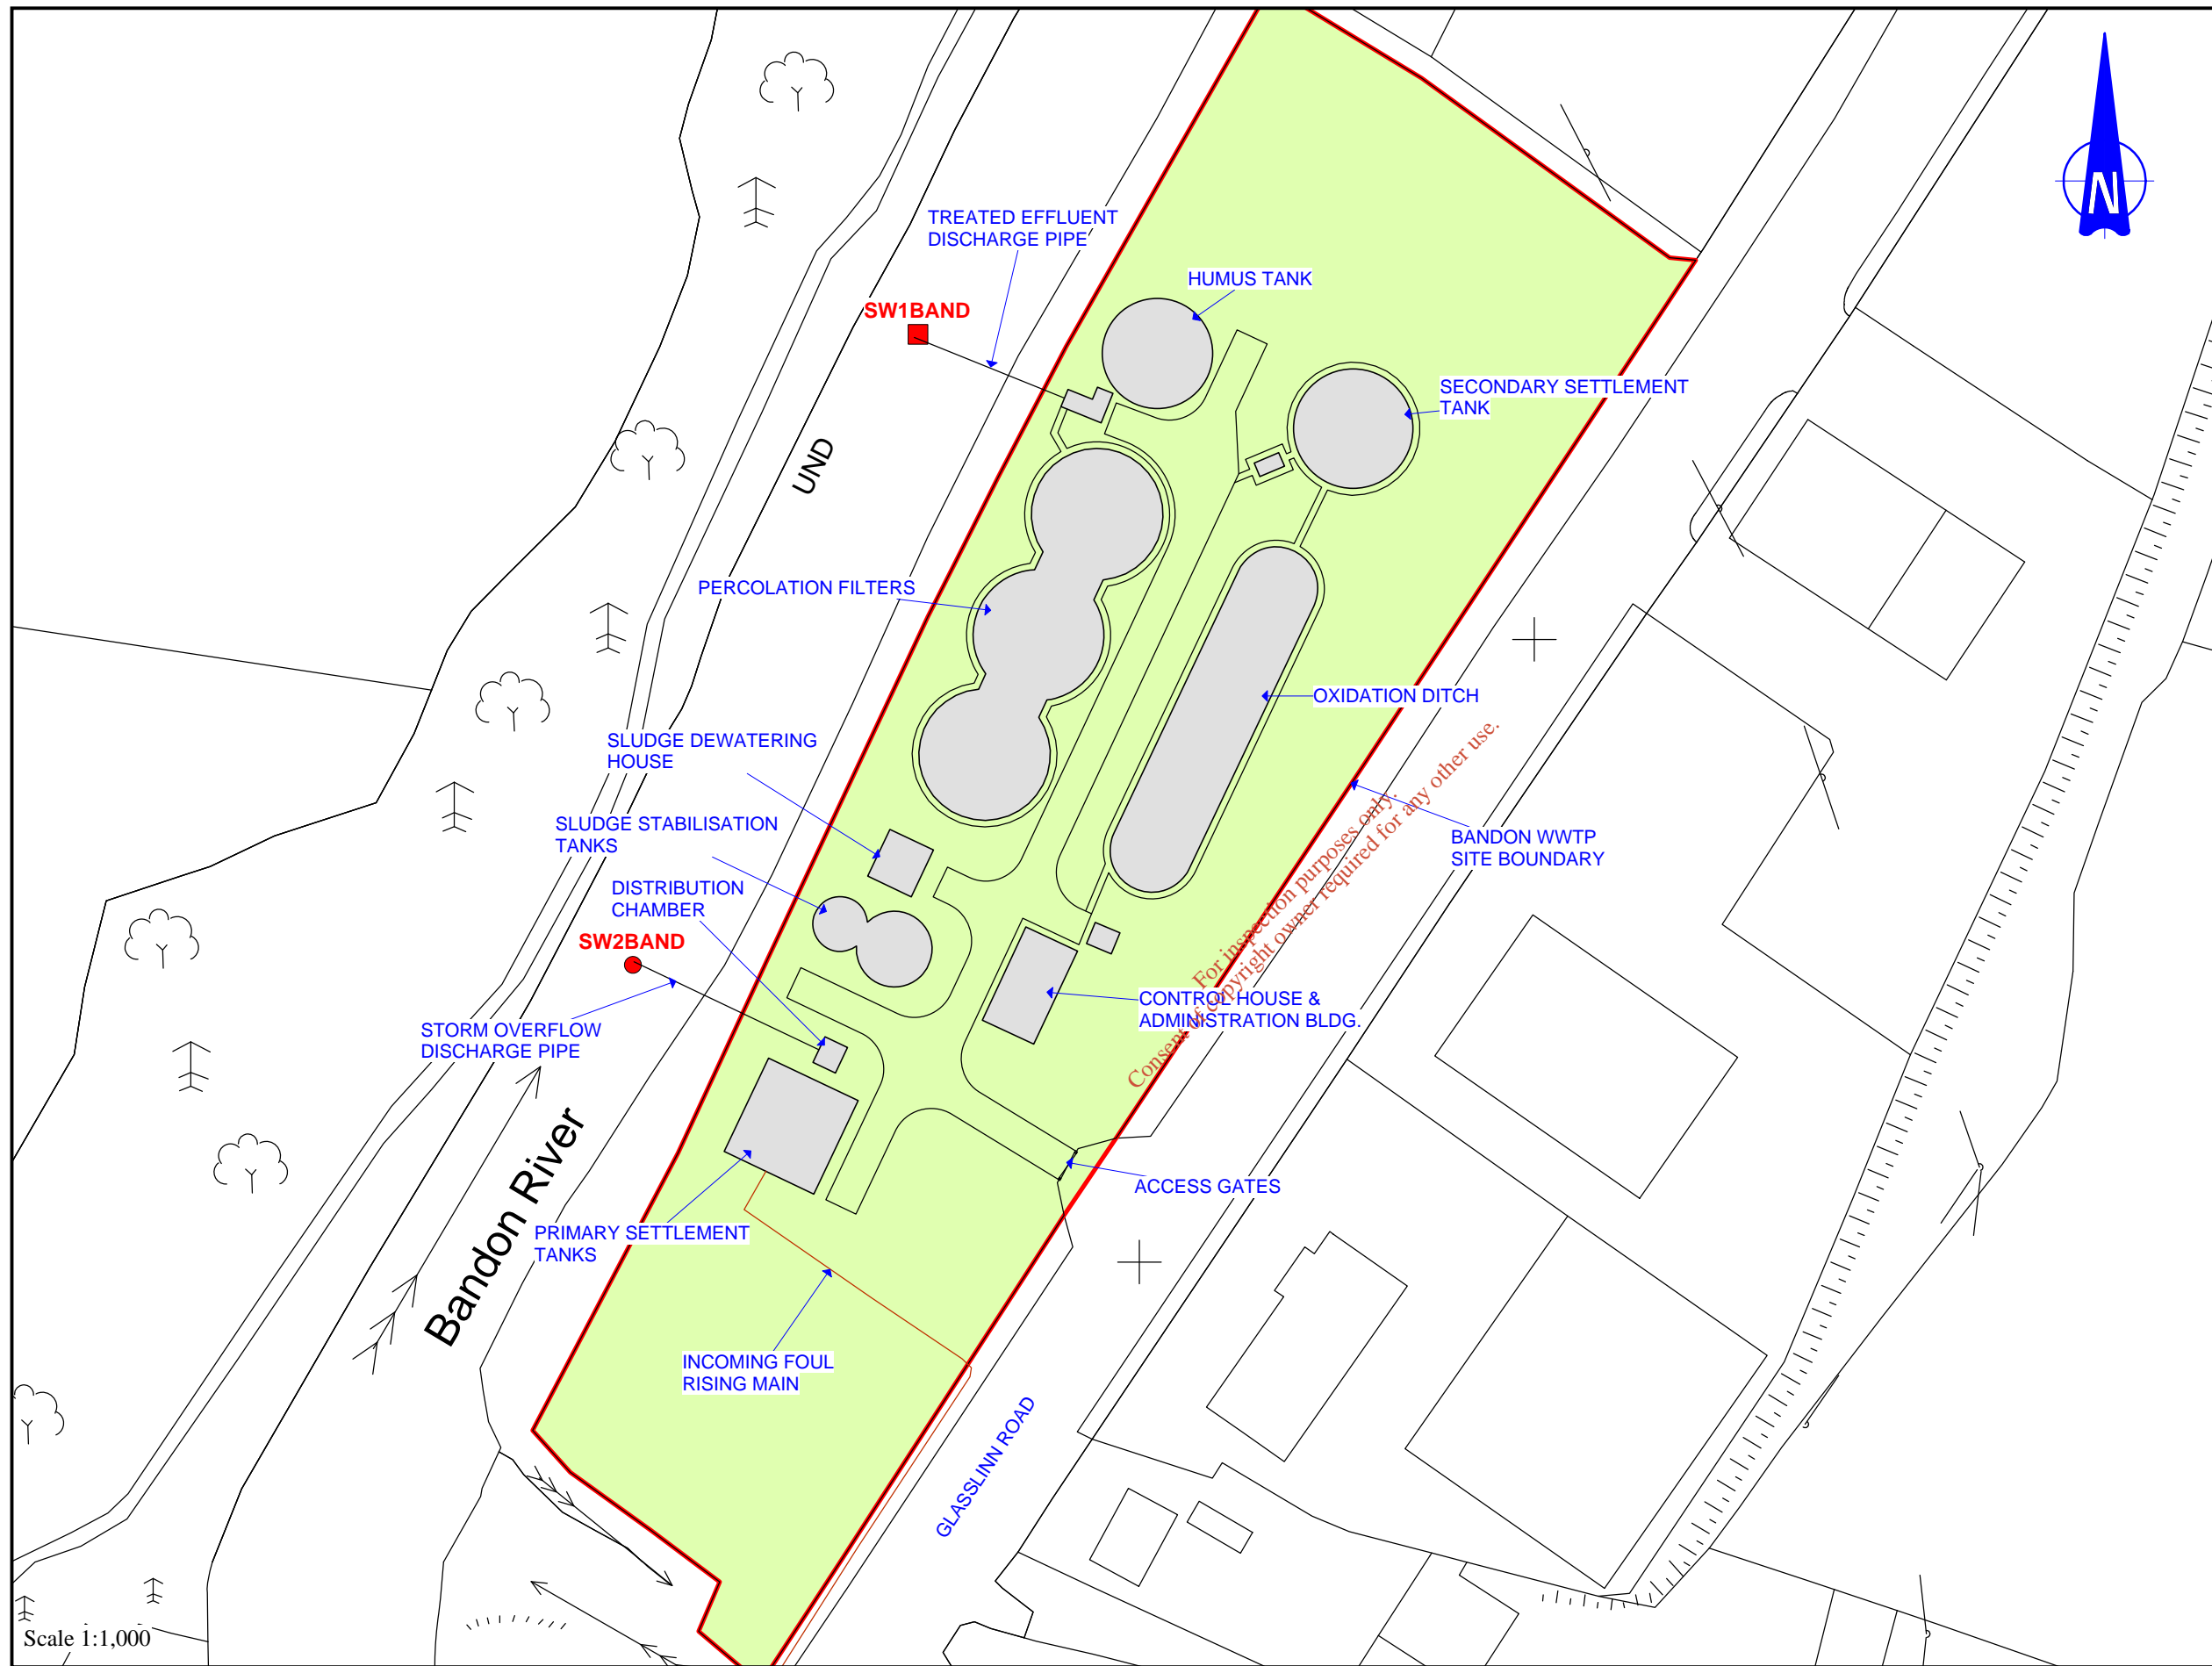 N
TREATED EFFLUENT
DISCHARGE PIPE
HUMUS TANK
SW1BAND
SECONDARY SETTLEMENT
TANK
UND
PERCOLATION FILTERS
OXIDATION DITCH
SLUDGE DEWATERING
HOUSE
SLUDGE STABILISATION
TANKS
BANDON WWTP
SITE BOUNDARY
DISTRIBUTION
CHAMBER
SW2BAND
For inspection purposes only.
Consent of copyright owner required for any other use.
CONTROL HOUSE &
ADMINISTRATION BLDG.
STORM OVERFLOW
DISCHARGE PIPE
Bandon River
ACCESS GATES
PRIMARY SETTLEMENT
TANKS
INCOMING FOUL
RISING MAIN
GLASSLINN ROAD
Scale 1:1,000